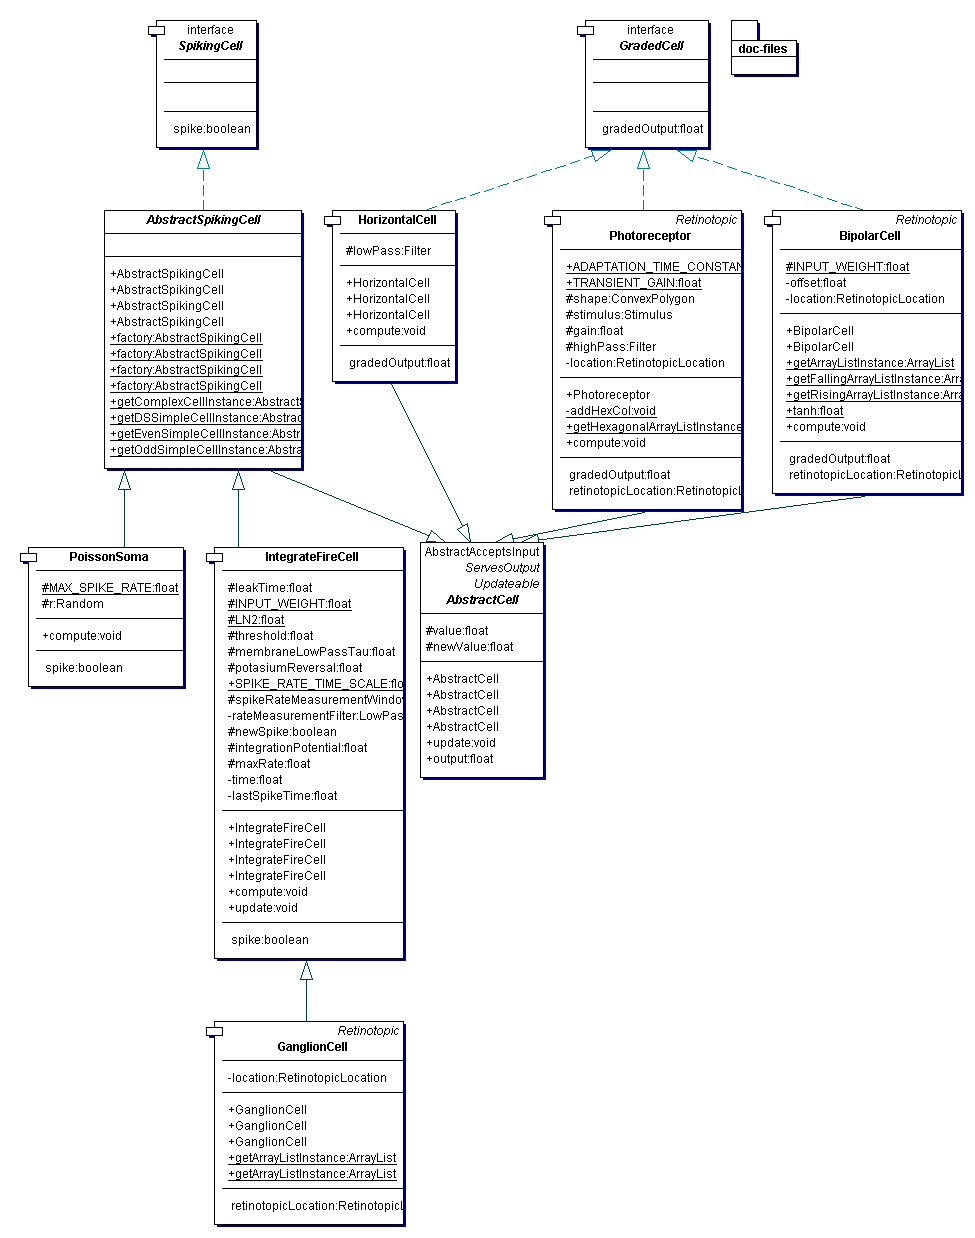 interface
SpikingCell
spike:boolean
interface
GradedCell
gradedOutput:float
doc-files
AbstractSpikingCell
+AbstractSpikingCell
+AbstractSpikingCell
+AbstractSpikingCell
+AbstractSpikingCell
+factory:AbstractSpikingCell
+factory:AbstractSpikingCell
+factory:AbstractSpikingCell
+factory:AbstractSpikingCell
+getComplexCellInstance:AbstractS
+getDSSimpleCellInstance:Abstrac
+getEvenSimpleCellInstance:Abstr
+getOddSimpleCellInstance:Abstra
HorizontalCell
#lowPass:Filter
+HorizontalCell
+HorizontalCell
+HorizontalCell
+compute:void
gradedOutput:float
Retinotopic
Photoreceptor
+ADAPTATION_TIME_CONSTAN
+TRANSIENT_GAIN:float
#shape:ConvexPolygon
#stimulus:Stimulus
#gain:float
#highPass:Filter
-location:RetinotopicLocation
+Photoreceptor
-addHexCol:void
+getHexagonalArrayListInstance
+compute:void
gradedOutput:float
retinotopicLocation:RetinotopicL
Retinotopic
BipolarCell
#INPUT_WEIGHT:float
-offset:float
-location:RetinotopicLocation
+BipolarCell
+BipolarCell
+getArrayListInstance:ArrayList
+getFallingArrayListInstance:Arra
+getRisingArrayListInstance:Arra
+tanh:float
+compute:void
gradedOutput:float
retinotopicLocation:RetinotopicL
PoissonSoma
#MAX_SPIKE_RATE:float
#r:Random
+compute:void
spike:boolean
IntegrateFireCell
#leakTime:float
#INPUT_WEIGHT:float
#LN2:float
#threshold:float
#membraneLowPassTau:float
#potasiumReversal:float
+SPIKE_RATE_TIME_SCALE:flo
#spikeRateMeasurementWindow
-rateMeasurementFilter:LowPas
#newSpike:boolean
#integrationPotential:float
#maxRate:float
-time:float
-lastSpikeTime:float
+IntegrateFireCell
+IntegrateFireCell
+IntegrateFireCell
+IntegrateFireCell
+compute:void
+update:void
spike:boolean
AbstractAcceptsInput
ServesOutput
Updateable
AbstractCell
#value:float
#newValue:float
+AbstractCell
+AbstractCell
+AbstractCell
+AbstractCell
+update:void
+output:float
Retinotopic
GanglionCell
-location:RetinotopicLocation
+GanglionCell
+GanglionCell
+GanglionCell
+getArrayListInstance:ArrayList
+getArrayListInstance:ArrayList
retinotopicLocation:RetinotopicL